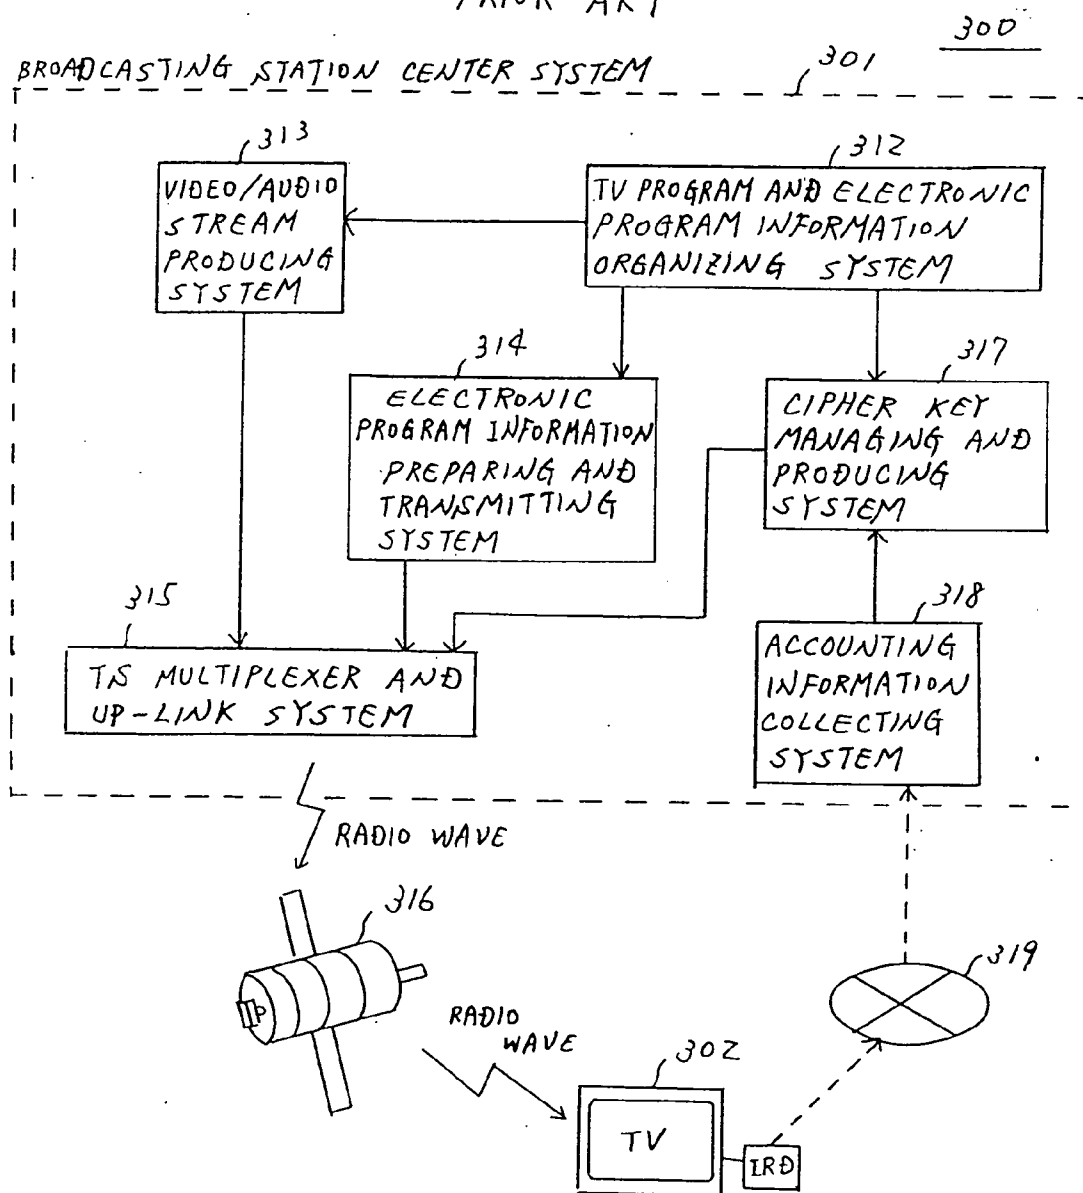 PRIOR ART
300
BROADCASTING STATION CENTER SYSTEM
301
313
VIDEO/AUDIO
STREAM
PRODUCING
SYSTEM
312
TV PROGRAM AND ELECTRONIC
PROGRAM INFORMATION
ORGANIZING SYSTEM
314
ELECTRONIC
PROGRAM INFORMATION
PREPARING AND
TRANSMITTING
SYSTEM
317
CIPHER KEY
MANAGING AND
PRODUCING
SYSTEM
315
TS MULTIPLEXER AND
UP-LINK SYSTEM
318
ACCOUNTING
INFORMATION
COLLECTING
SYSTEM
RADIO WAVE
316
319
RADIO
WAVE
302
TV
IRD